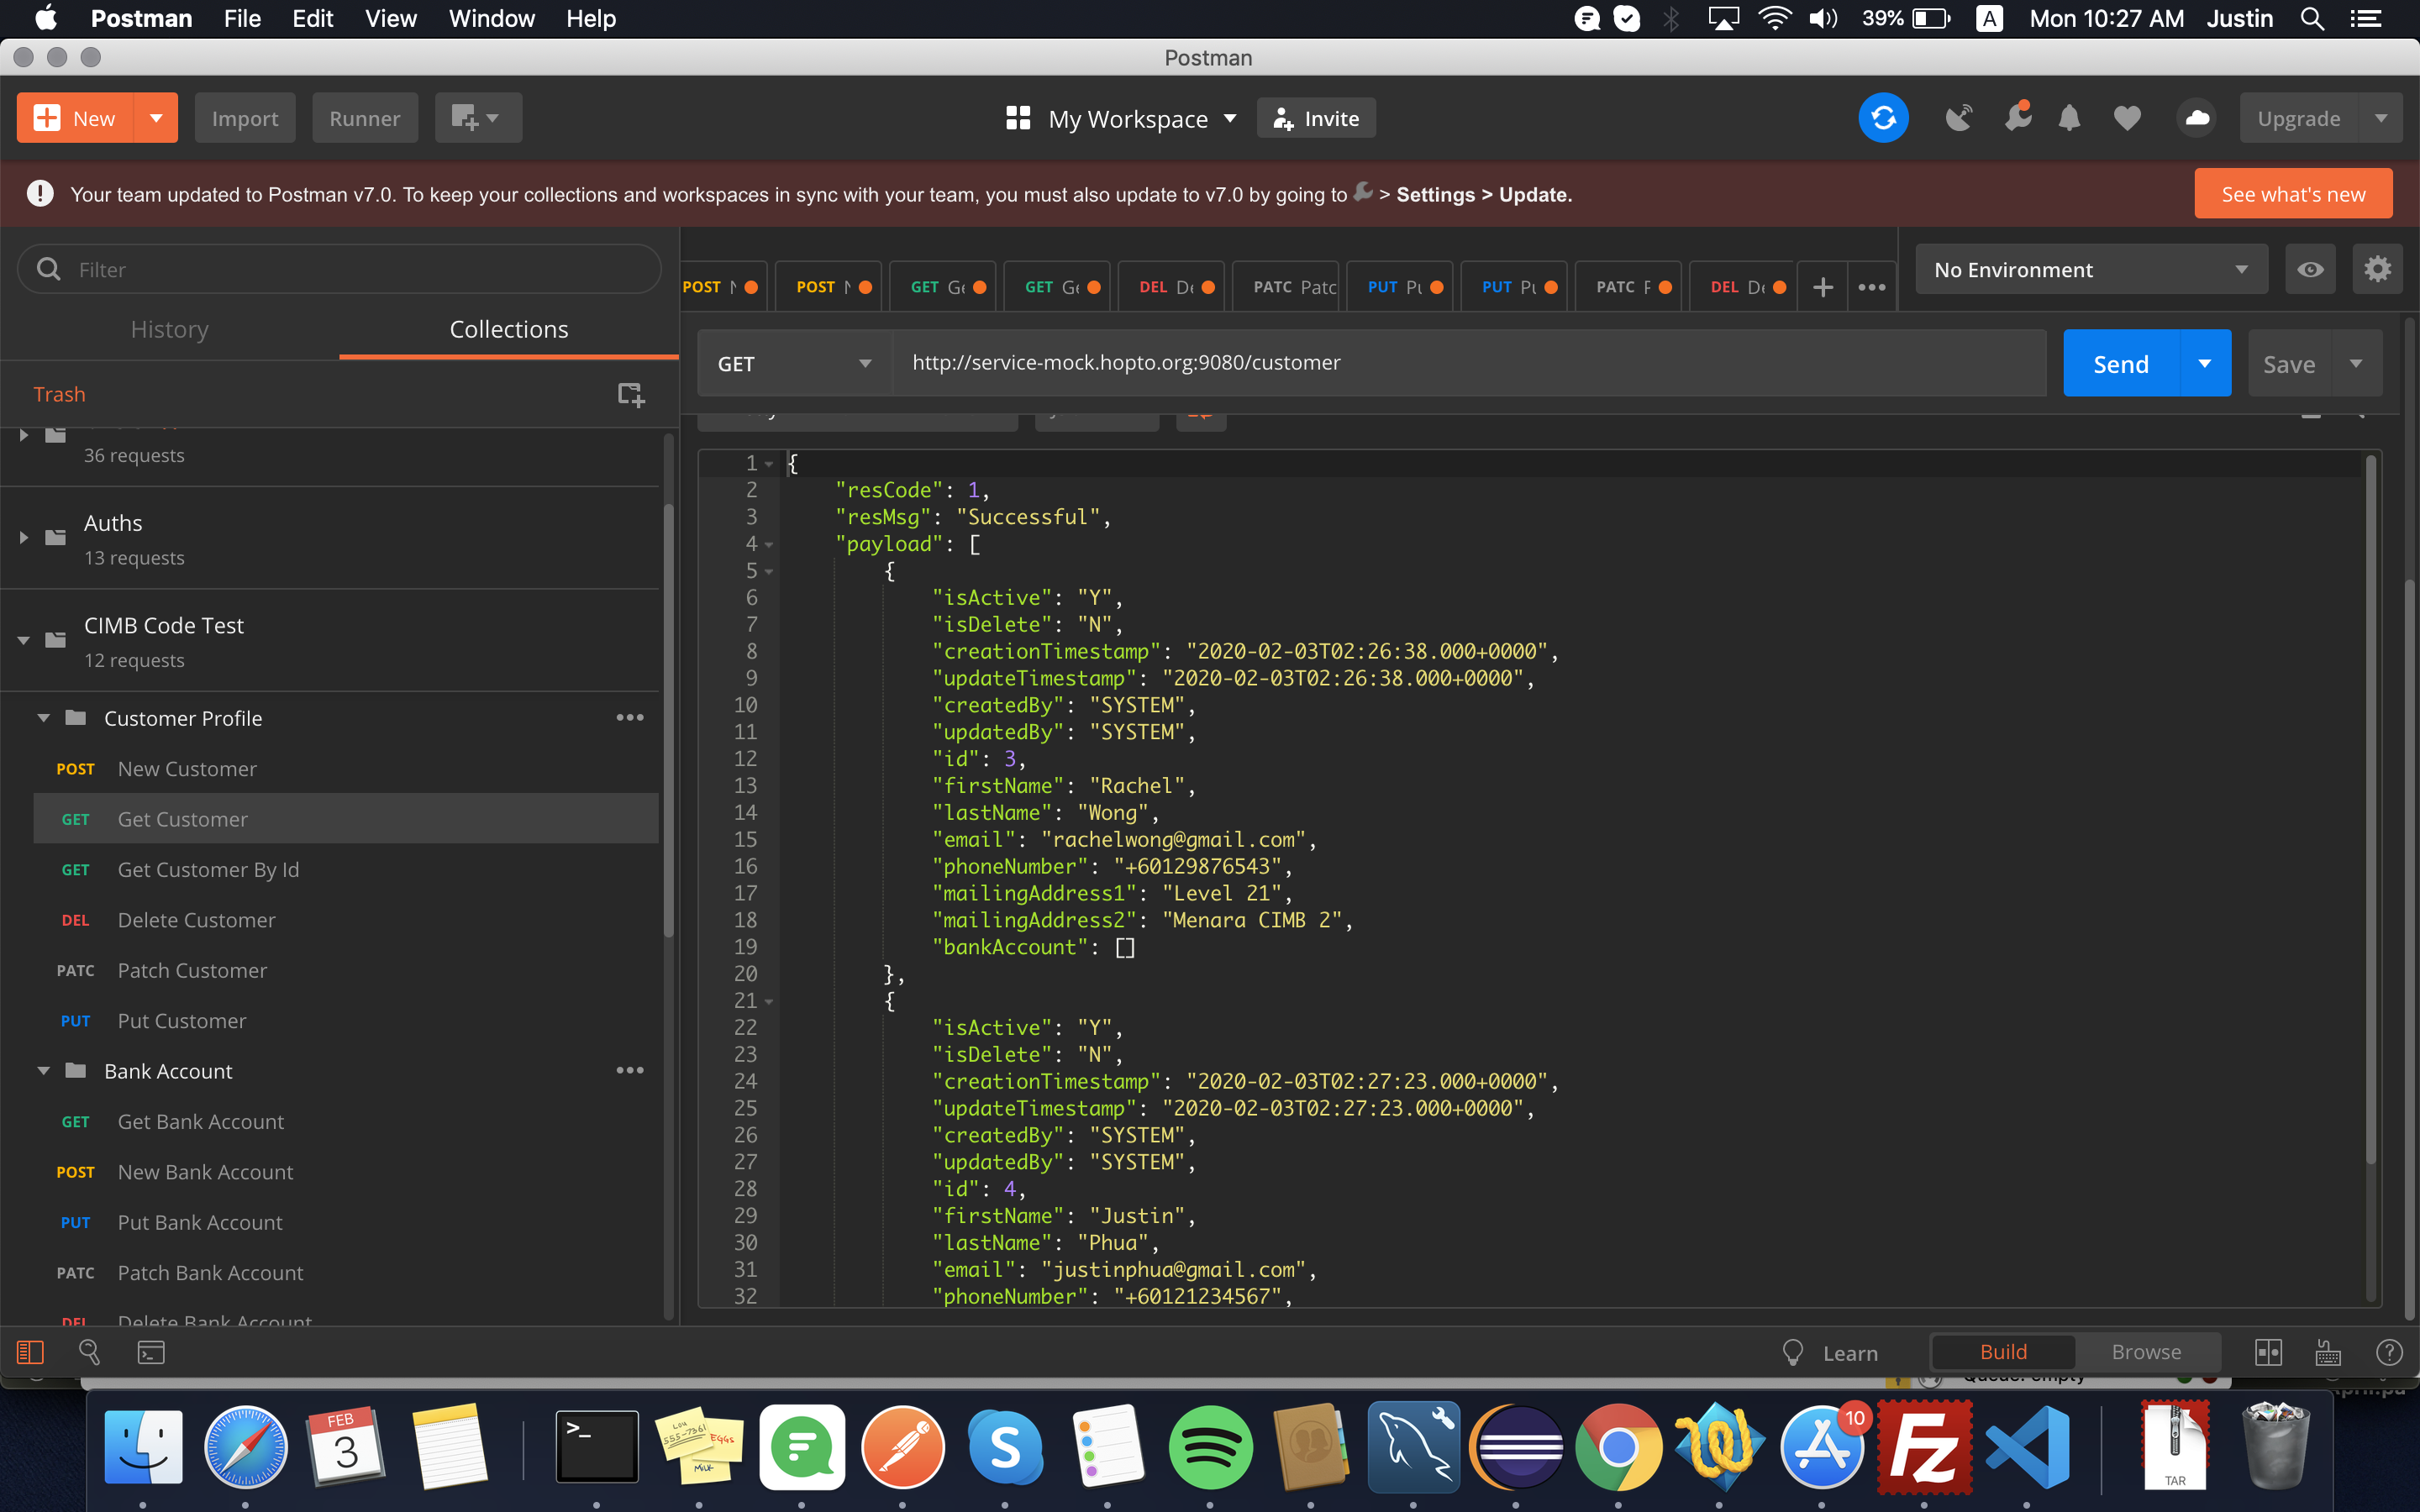 Postman File Edit View Window Help
39% A Mon 10:27 AM Justin
Postman
New Import Runner My Workspace Invite Upgrade
Your team updated to Postman v7.0. To keep your collections and workspaces in sync with your team, you must also update to v7.0 by going to > Settings > Update. See what's new
Filter
POST POST GET Ge GET Ge DEL De PATC Patc PUT Pu PUT Pu PATC P DEL De + •••
No Environment
History Collections
GET http://service-mock.hopto.org:9080/customer Send Save
Trash
36 requests
Auths
13 requests
CIMB Code Test
12 requests
Customer Profile •••
POST New Customer
GET Get Customer
GET Get Customer By Id
DEL Delete Customer
PATC Patch Customer
PUT Put Customer
Bank Account •••
GET Get Bank Account
POST New Bank Account
PUT Put Bank Account
PATC Patch Bank Account
DEL Delete Bank Account
1 {
2 "resCode": 1,
3 "resMsg": "Successful",
4 "payload": [
5 {
6 "isActive": "Y",
7 "isDelete": "N",
8 "creationTimestamp": "2020-02-03T02:26:38.000+0000",
9 "updateTimestamp": "2020-02-03T02:26:38.000+0000",
10 "createdBy": "SYSTEM",
11 "updatedBy": "SYSTEM",
12 "id": 3,
13 "firstName": "Rachel",
14 "lastName": "Wong",
15 "email": "rachelwong@gmail.com",
16 "phoneNumber": "+60129876543",
17 "mailingAddress1": "Level 21",
18 "mailingAddress2": "Menara CIMB 2",
19 "bankAccount": []
20 },
21 {
22 "isActive": "Y",
23 "isDelete": "N",
24 "creationTimestamp": "2020-02-03T02:27:23.000+0000",
25 "updateTimestamp": "2020-02-03T02:27:23.000+0000",
26 "createdBy": "SYSTEM",
27 "updatedBy": "SYSTEM",
28 "id": 4,
29 "firstName": "Justin",
30 "lastName": "Phua",
31 "email": "justinphua@gmail.com",
32 "phoneNumber": "+60121234567",
Learn Build Browse
Queue: empty
FEB
3
555-7361
EGGS
MILK
S
10
Fz
TAR